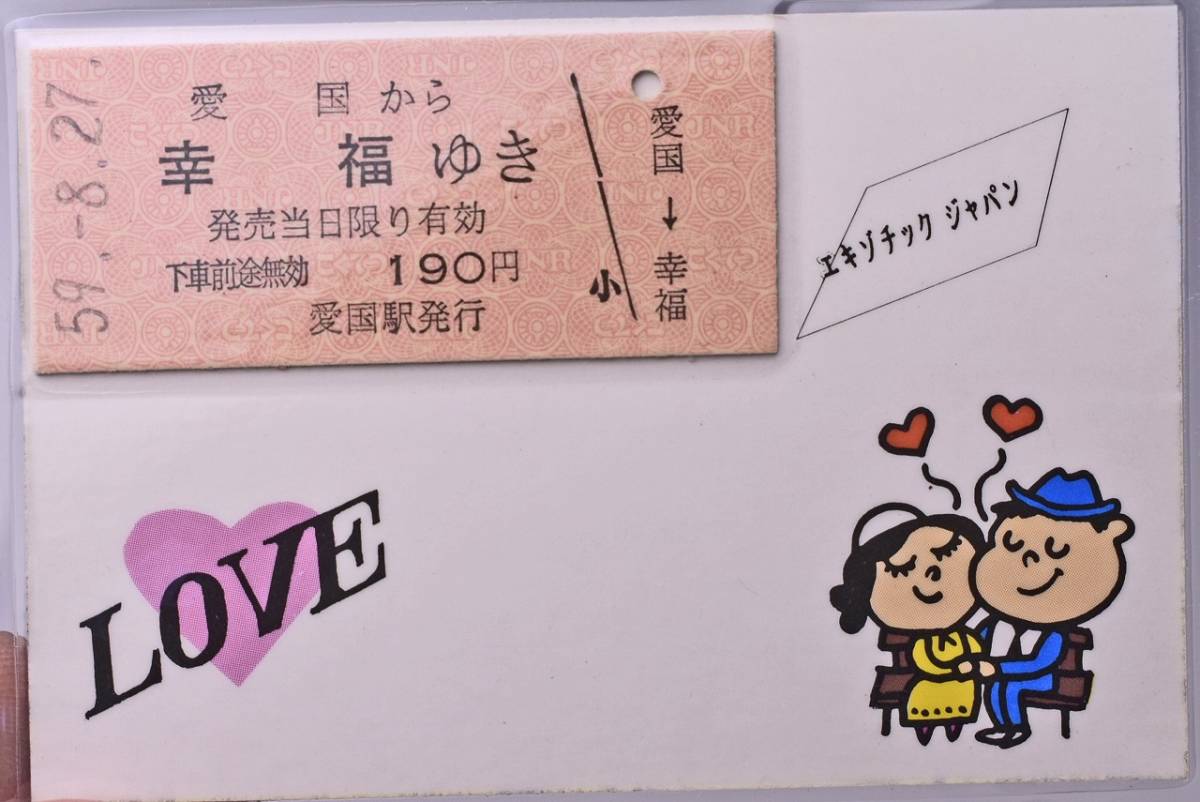 59.-8.27.
愛 国 から
幸 福 ゆき
発売当日限り有効
下車前途無効 190円
愛国駅発行
小
愛国→幸福
エキゾチック ジャパン
LOVE